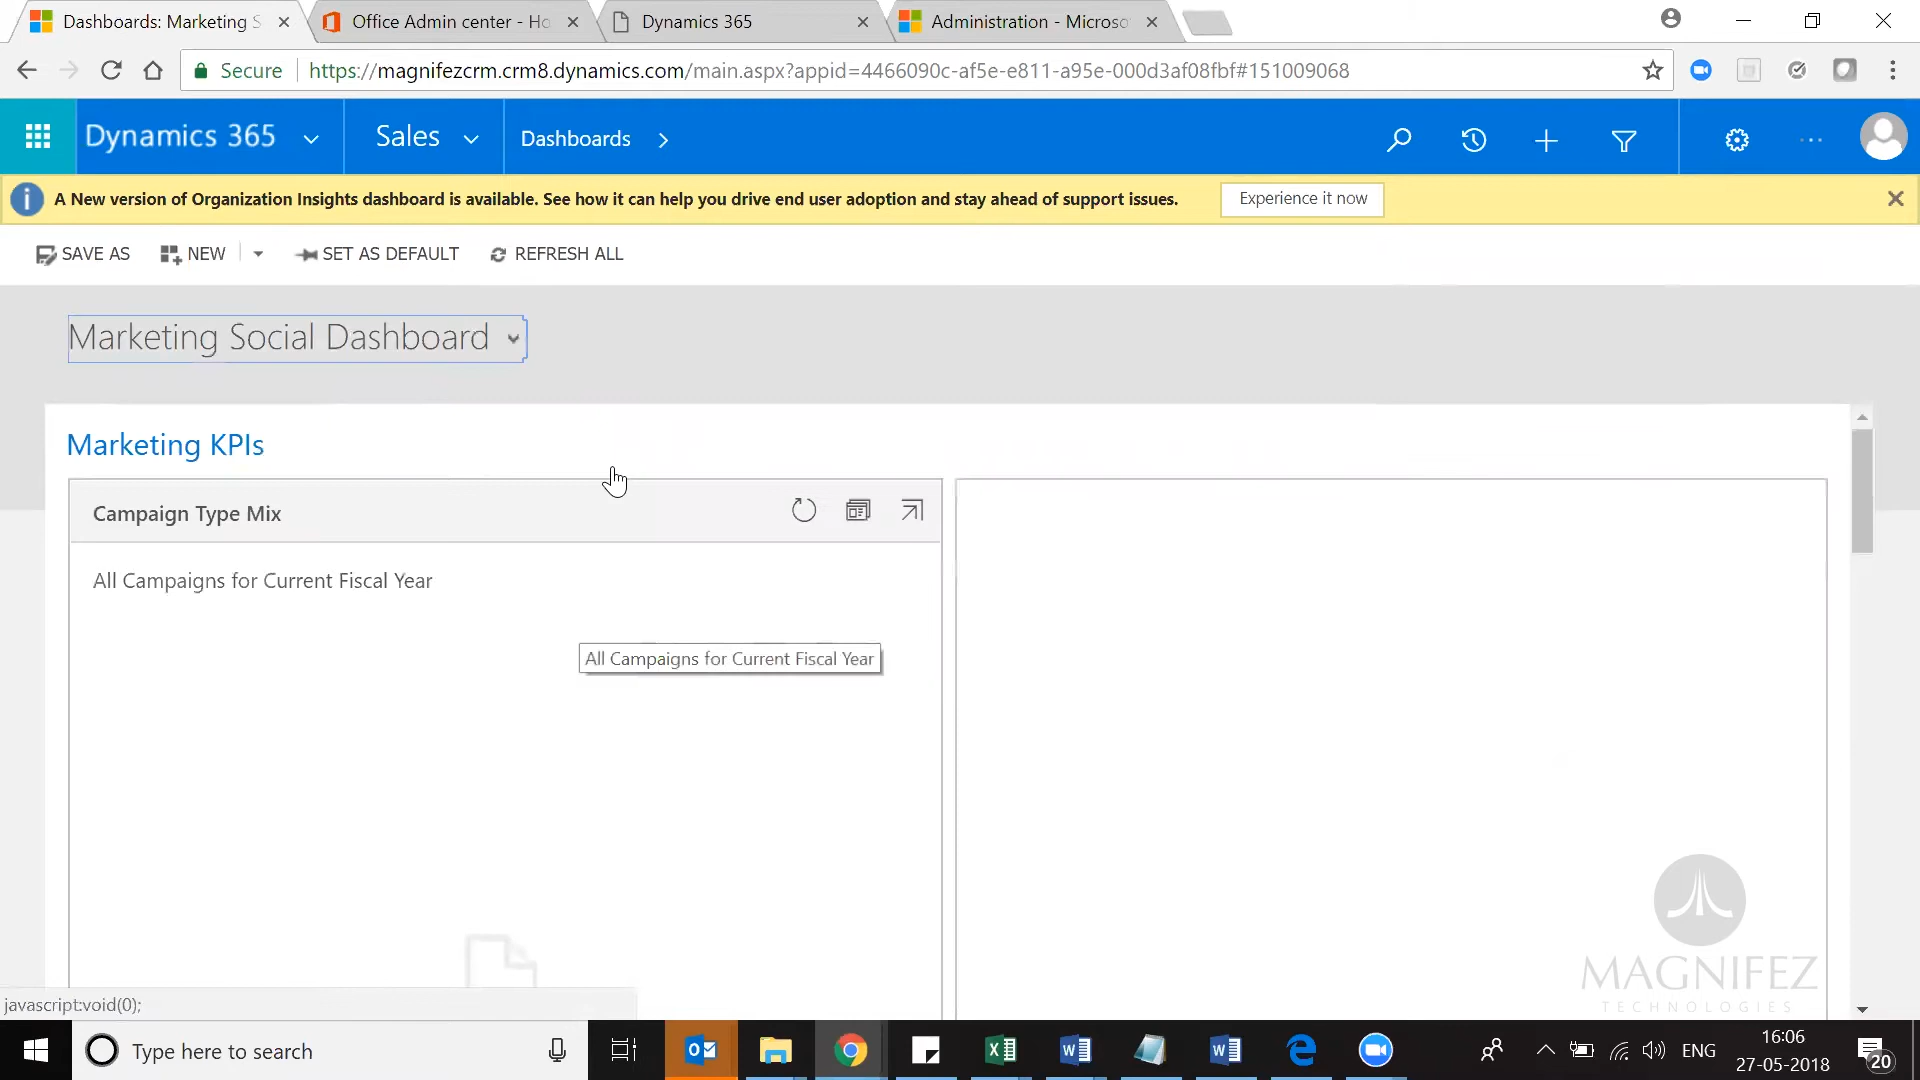 Dashboards: Marketing S
Office Admin center - Ho
Dynamics 365
Administration - Microso
Secure
https://magnifezcrm.crm8.dynamics.com/main.aspx?appid=4466090c-af5e-e811-a95e-000d3af08fbf#151009068
Dynamics 365
Sales
Dashboards
A New version of Organization Insights dashboard is available. See how it can help you drive end user adoption and stay ahead of support issues.
Experience it now
SAVE AS
NEW
SET AS DEFAULT
REFRESH ALL
Marketing Social Dashboard
Marketing KPIs
Campaign Type Mix
All Campaigns for Current Fiscal Year
All Campaigns for Current Fiscal Year
MAGNIFEZ
TECHNOLOGIES
javascript:void(0);
Type here to search
ENG
16:06
27-05-2018
20